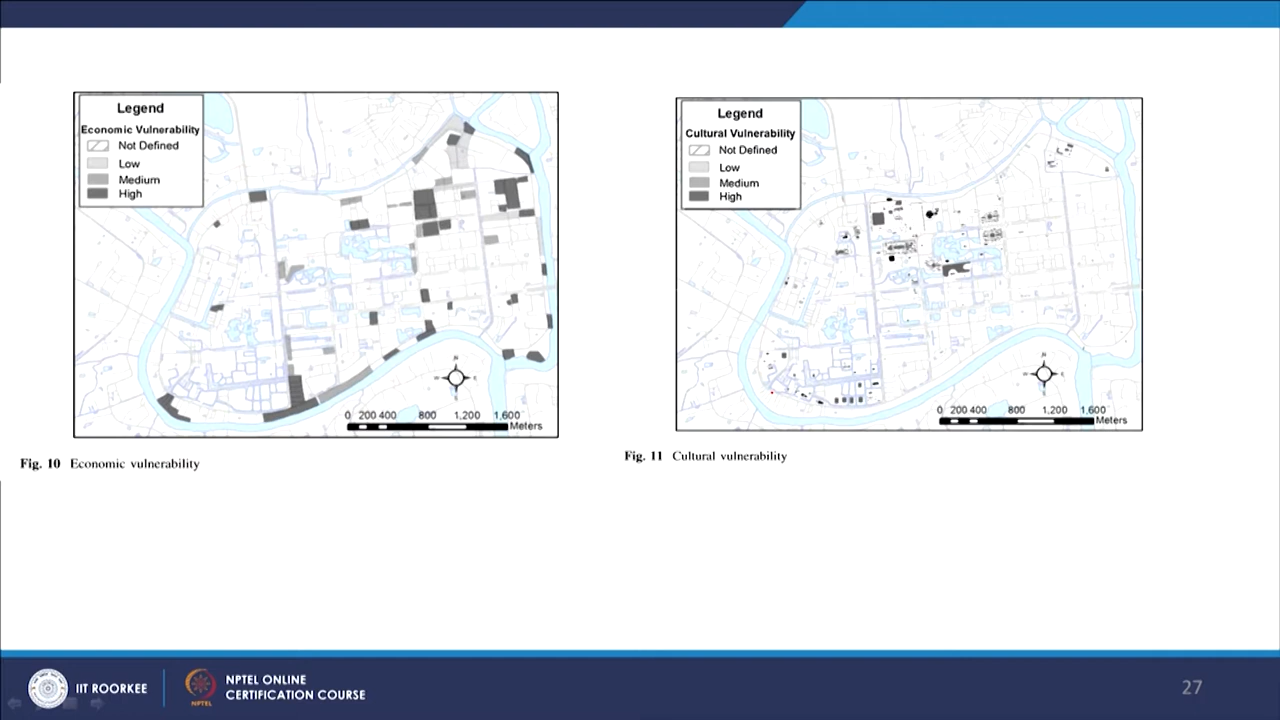 Legend
Economic Vulnerability
Not Defined
Low
Medium
High
N
W
E
0 200 400 800 1,200 1,600
Meters
Fig. 10 Economic vulnerability
Legend
Cultural Vulnerability
Not Defined
Low
Medium
High
N
W
E
0 200 400 800 1,200 1,600
Meters
Fig. 11 Cultural vulnerability
IIT ROORKEE
NPTEL
NPTEL ONLINE
CERTIFICATION COURSE
27